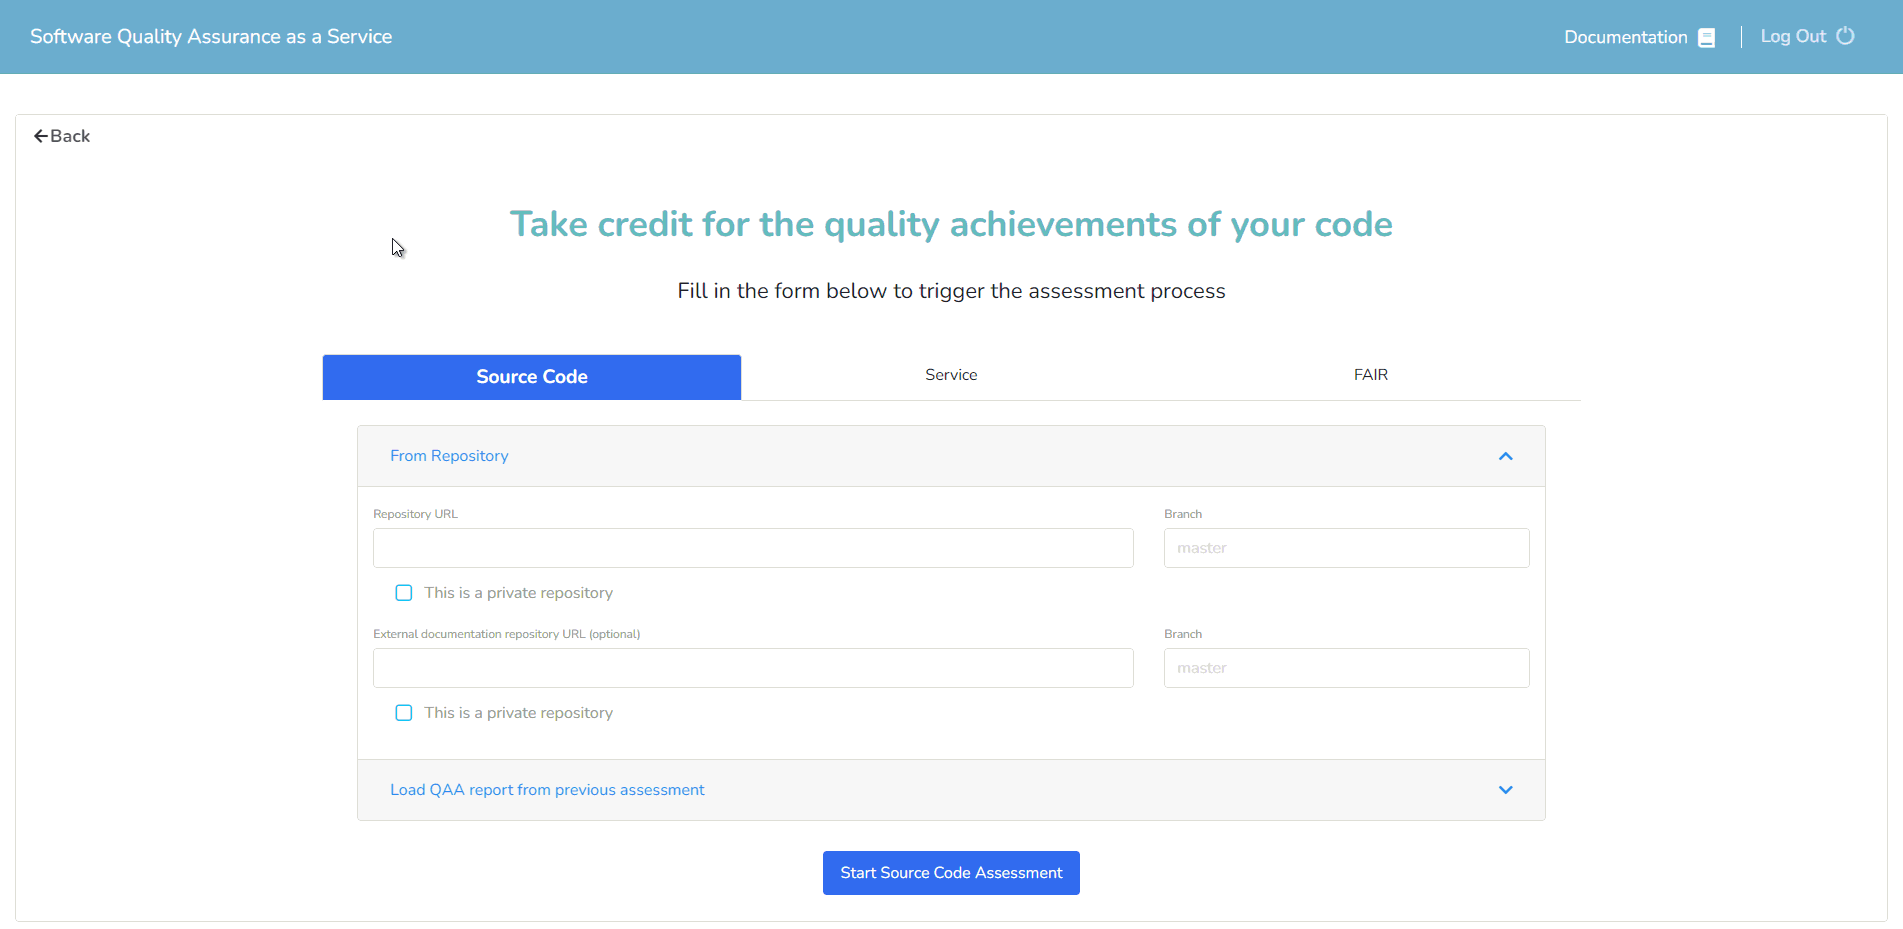 Software Quality Assurance as a Service
Documentation
Log Out
Back
Take credit for the quality achievements of your code
Fill in the form below to trigger the assessment process
Source Code
Service
FAIR
From Repository
Repository URL
Branch
master
This is a private repository
External documentation repository URL (optional)
Branch
master
This is a private repository
Load QAA report from previous assessment
Start Source Code Assessment